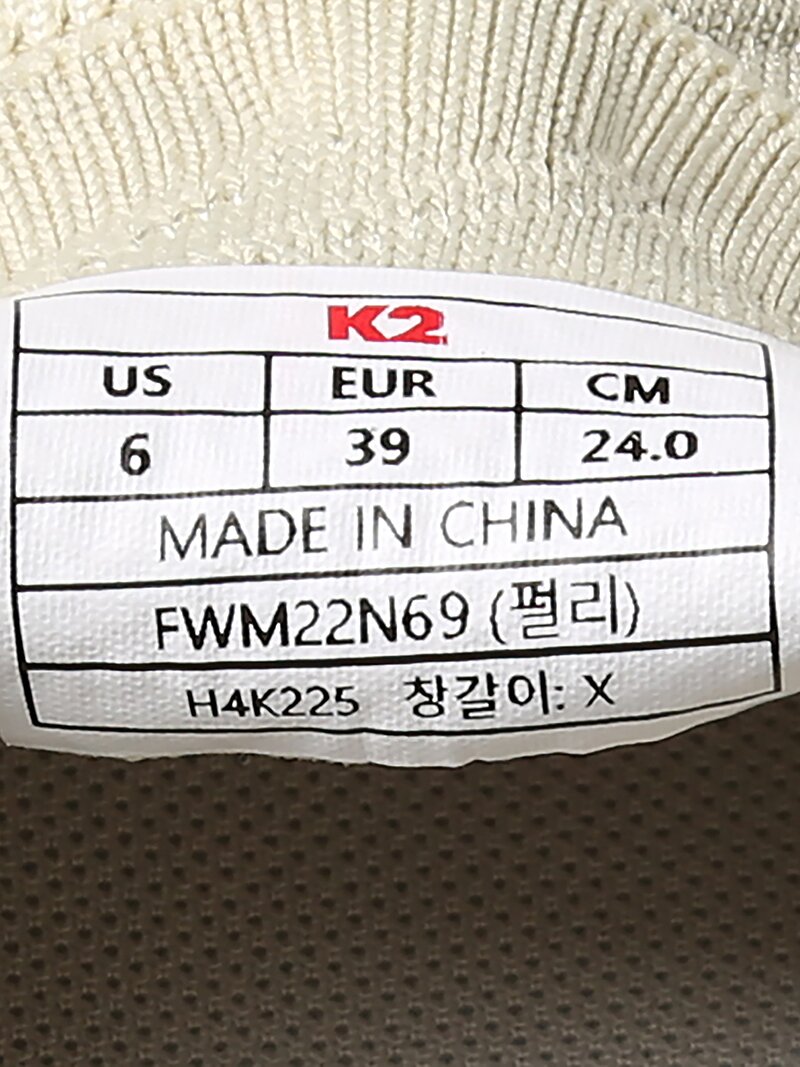 K2
US EUR CM
6 39 24.0
MADE IN CHINA
FWM22N69 (펄리)
H4K225 창갈이: X